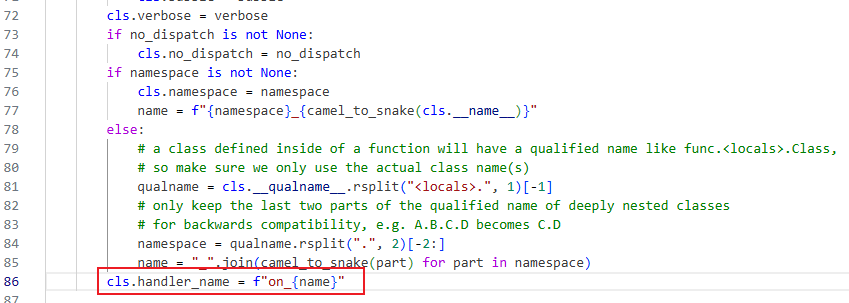 72 cls.verbose = verbose
73 if no_dispatch is not None:
74 cls.no_dispatch = no_dispatch
75 if namespace is not None:
76 cls.namespace = namespace
77 name = f"{namespace}_{camel_to_snake(cls.__name__)}"
78 else:
79 # a class defined inside of a function will have a qualified name like func.<locals>.Class,
80 # so make sure we only use the actual class name(s)
81 qualname = cls.__qualname__.rsplit("<locals>.", 1)[-1]
82 # only keep the last two parts of the qualified name of deeply nested classes
83 # for backwards compatibility, e.g. A.B.C.D becomes C.D
84 namespace = qualname.rsplit(".", 2)[-2:]
85 name = "_".join(camel_to_snake(part) for part in namespace)
86 cls.handler_name = f"on_{name}"
87